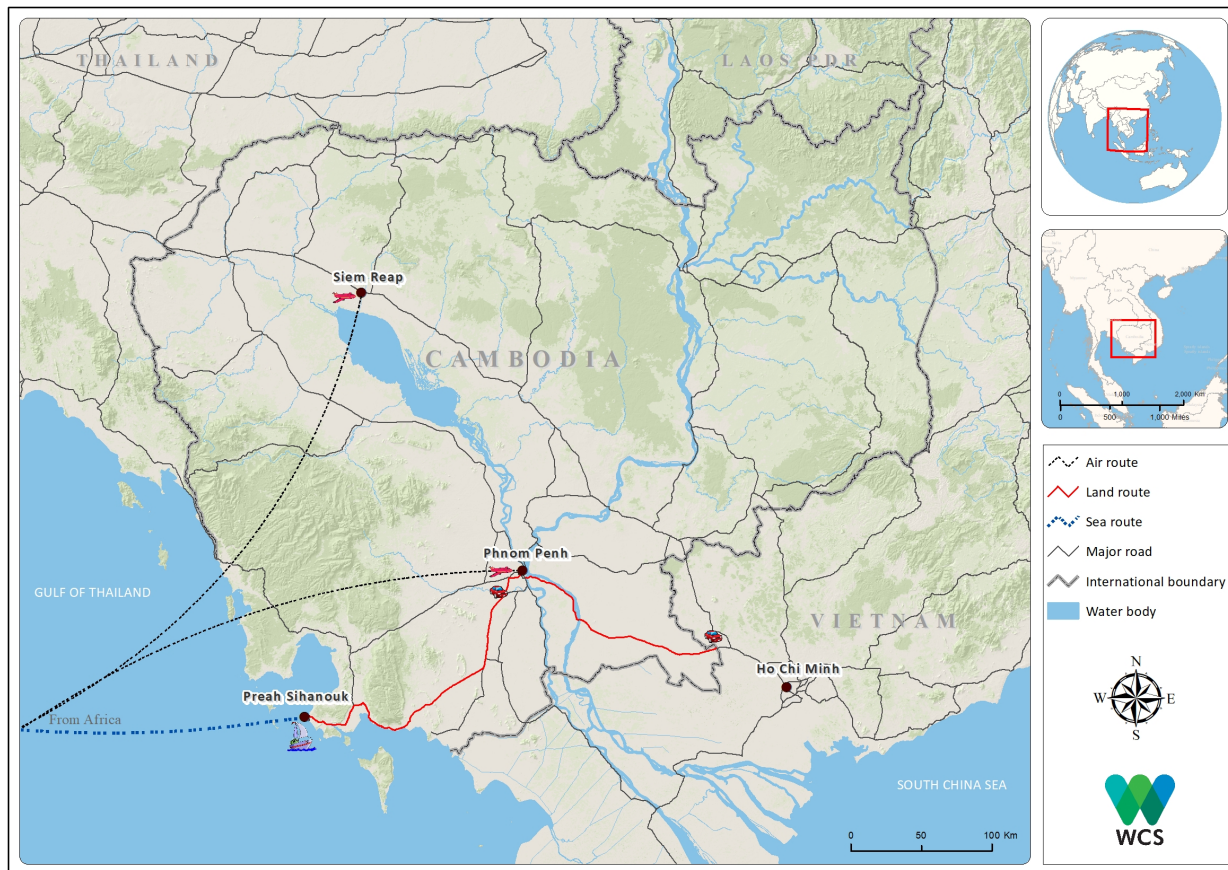 THAILAND
LAOS PDR
Siem Reap
CAMBODIA
Phnom Penh
GULF OF THAILAND
VIETNAM
Ho Chi Minh
Preah Sihanouk
From Africa
SOUTH CHINA SEA
0 50 100 Km
0 1,000 2,000 Km
0 500 1,000 Miles
Air route
Land route
Sea route
Major road
International boundary
Water body
N
W E
S
WCS